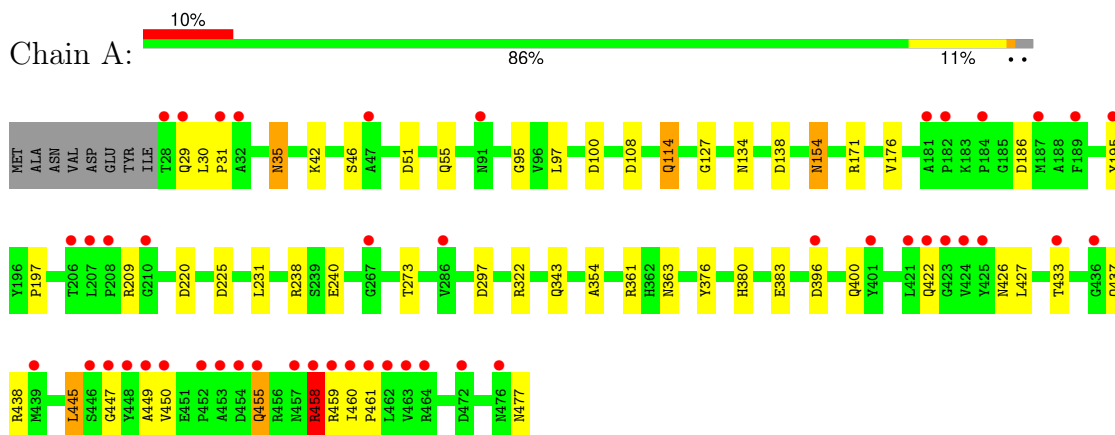 10%
Chain A:
86% 11% • •
MET ALA ASN VAL ASP GLU TYR ILE T28 Q29 L30 P31 A32 N35 K42 S46 A47 D51 Q55 N91 G95 V96 L97 D100 D108 Q114 G127 N134 D138 N154 R171 V176 A181 P182 K183 P184 G185 D186 M187 A188 F189 Y195
Y196 P197 T206 L207 P208 R209 G210 D220 D225 L231 R238 S239 E240 G267 T273 V286 D297 R322 Q343 A354 R361 H362 N363 Y376 H380 E383 D396 Q400 Y401 L421 Q422 G423 V424 Y425 N426 L427 T433 G436
R438 M439 L445 S446 G447 Y448 A449 V450 E451 P452 A453 D454 Q455 R456 N457 R458 R459 I460 P461 L462 V463 R464 D472 N476 N477